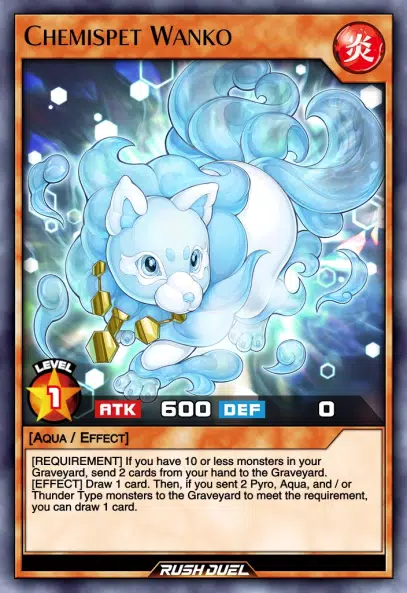 CHEMISPET WANKO
炎
LEVEL
1
ATK 600 DEF 0
[AQUA / EFFECT]
[REQUIREMENT] If you have 10 or less monsters in your
Graveyard, send 2 cards from your hand to the Graveyard.
[EFFECT] Draw 1 card. Then, if you sent 2 Pyro, Aqua, and / or
Thunder Type monsters to the Graveyard to meet the requirement,
you can draw 1 card.
RUSH DUEL